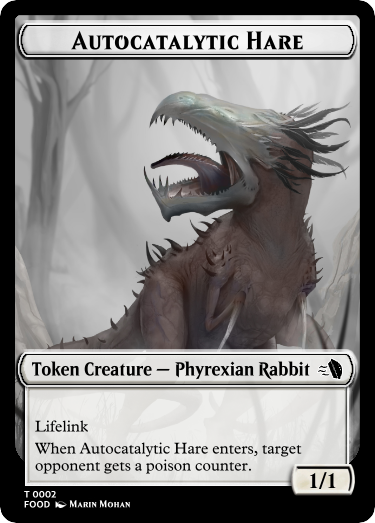 Autocatalytic Hare
Token Creature — Phyrexian Rabbit
Lifelink
When Autocatalytic Hare enters, target
opponent gets a poison counter.
1/1
T 0002
FOOD Marin Mohan